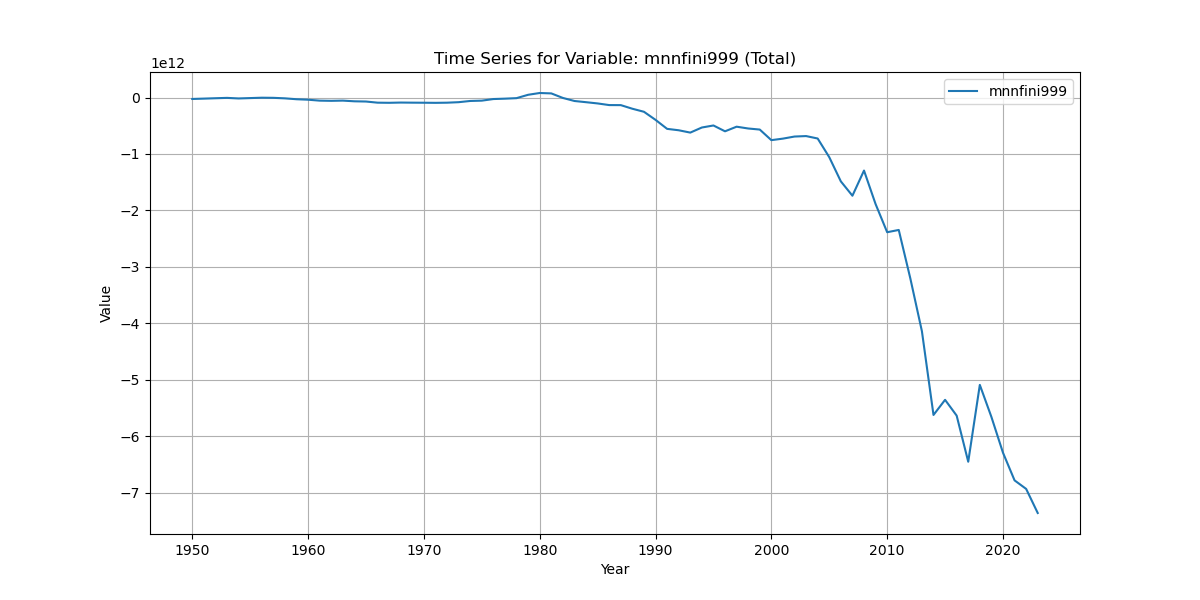 Time Series for Variable: mnnfini999 (Total)
1e12
mnnfini999
0
−1
−2
−3
−4
−5
−6
−7
Value
1950 1960 1970 1980 1990 2000 2010 2020
Year